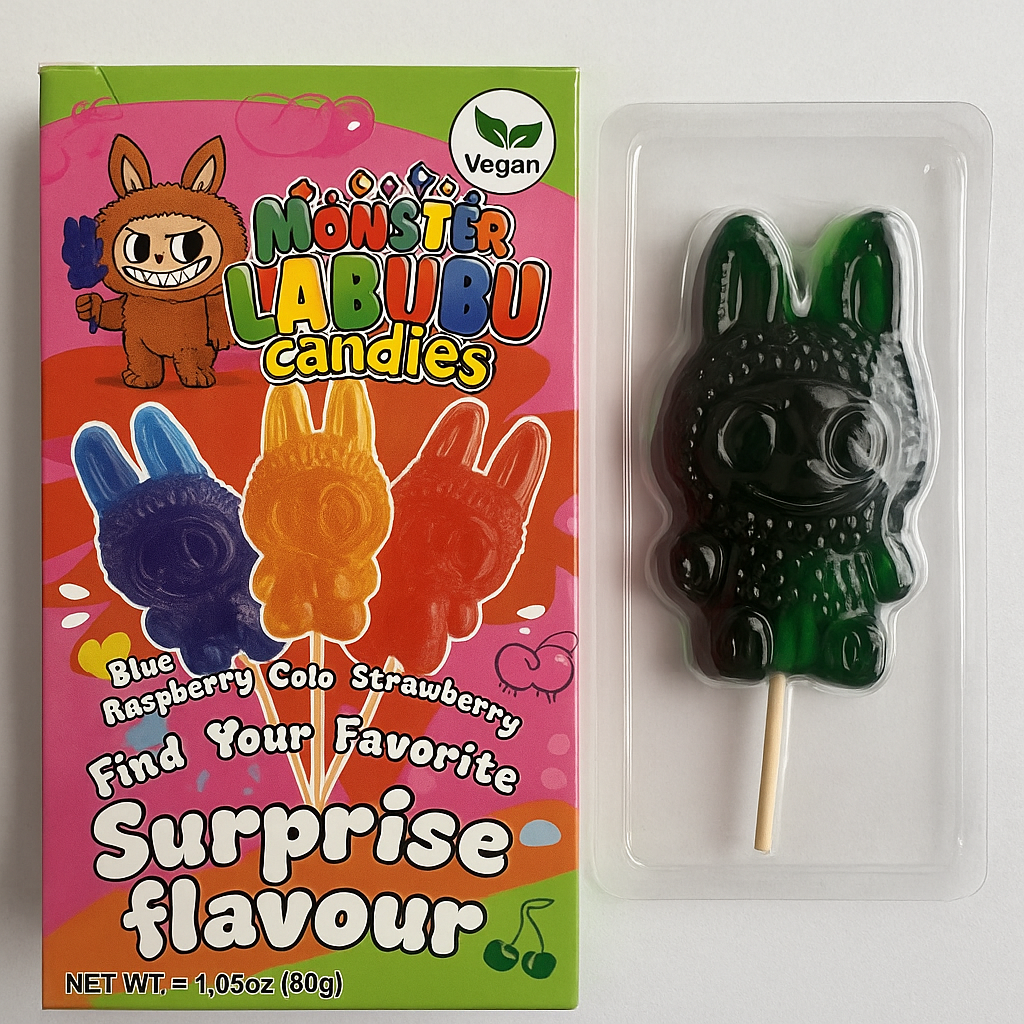 Vegan
MONSTER
LABUBU
candies
Blue
Raspberry Colo Strawberry
Find Your Favorite
Surprise
flavour
NET WT. = 1,05oz (80g)